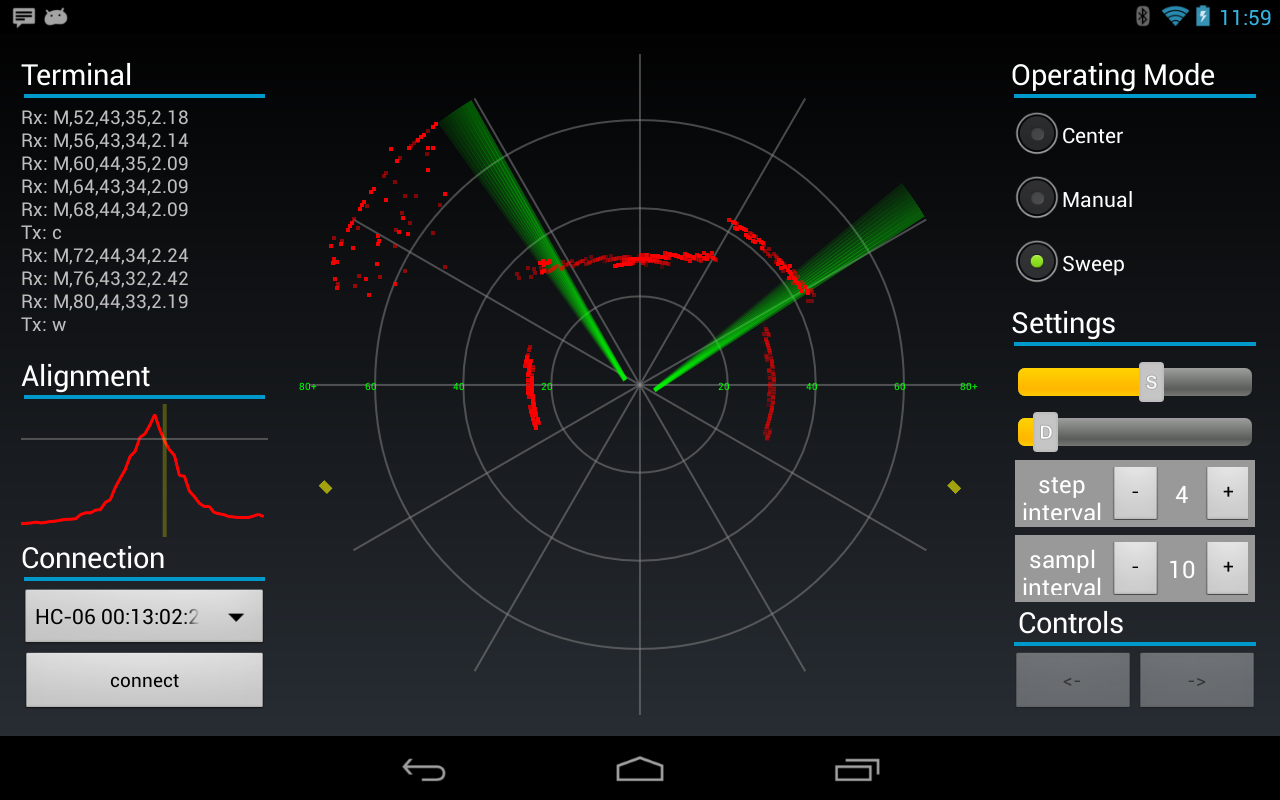 11:59
Terminal
Rx: M,52,43,35,2.18
Rx: M,56,43,34,2.14
Rx: M,60,44,35,2.09
Rx: M,64,43,34,2.09
Rx: M,68,44,34,2.09
Tx: c
Rx: M,72,44,34,2.24
Rx: M,76,43,32,2.42
Rx: M,80,44,33,2.19
Tx: w
Alignment
Connection
HC-06 00:13:02:2
connect
80+ 60 40 20 20 40 60 80+
Operating Mode
Center
Manual
Sweep
Settings
S
D
step
interval
- 4 +
sampl
interval
- 10 +
Controls
<- ->